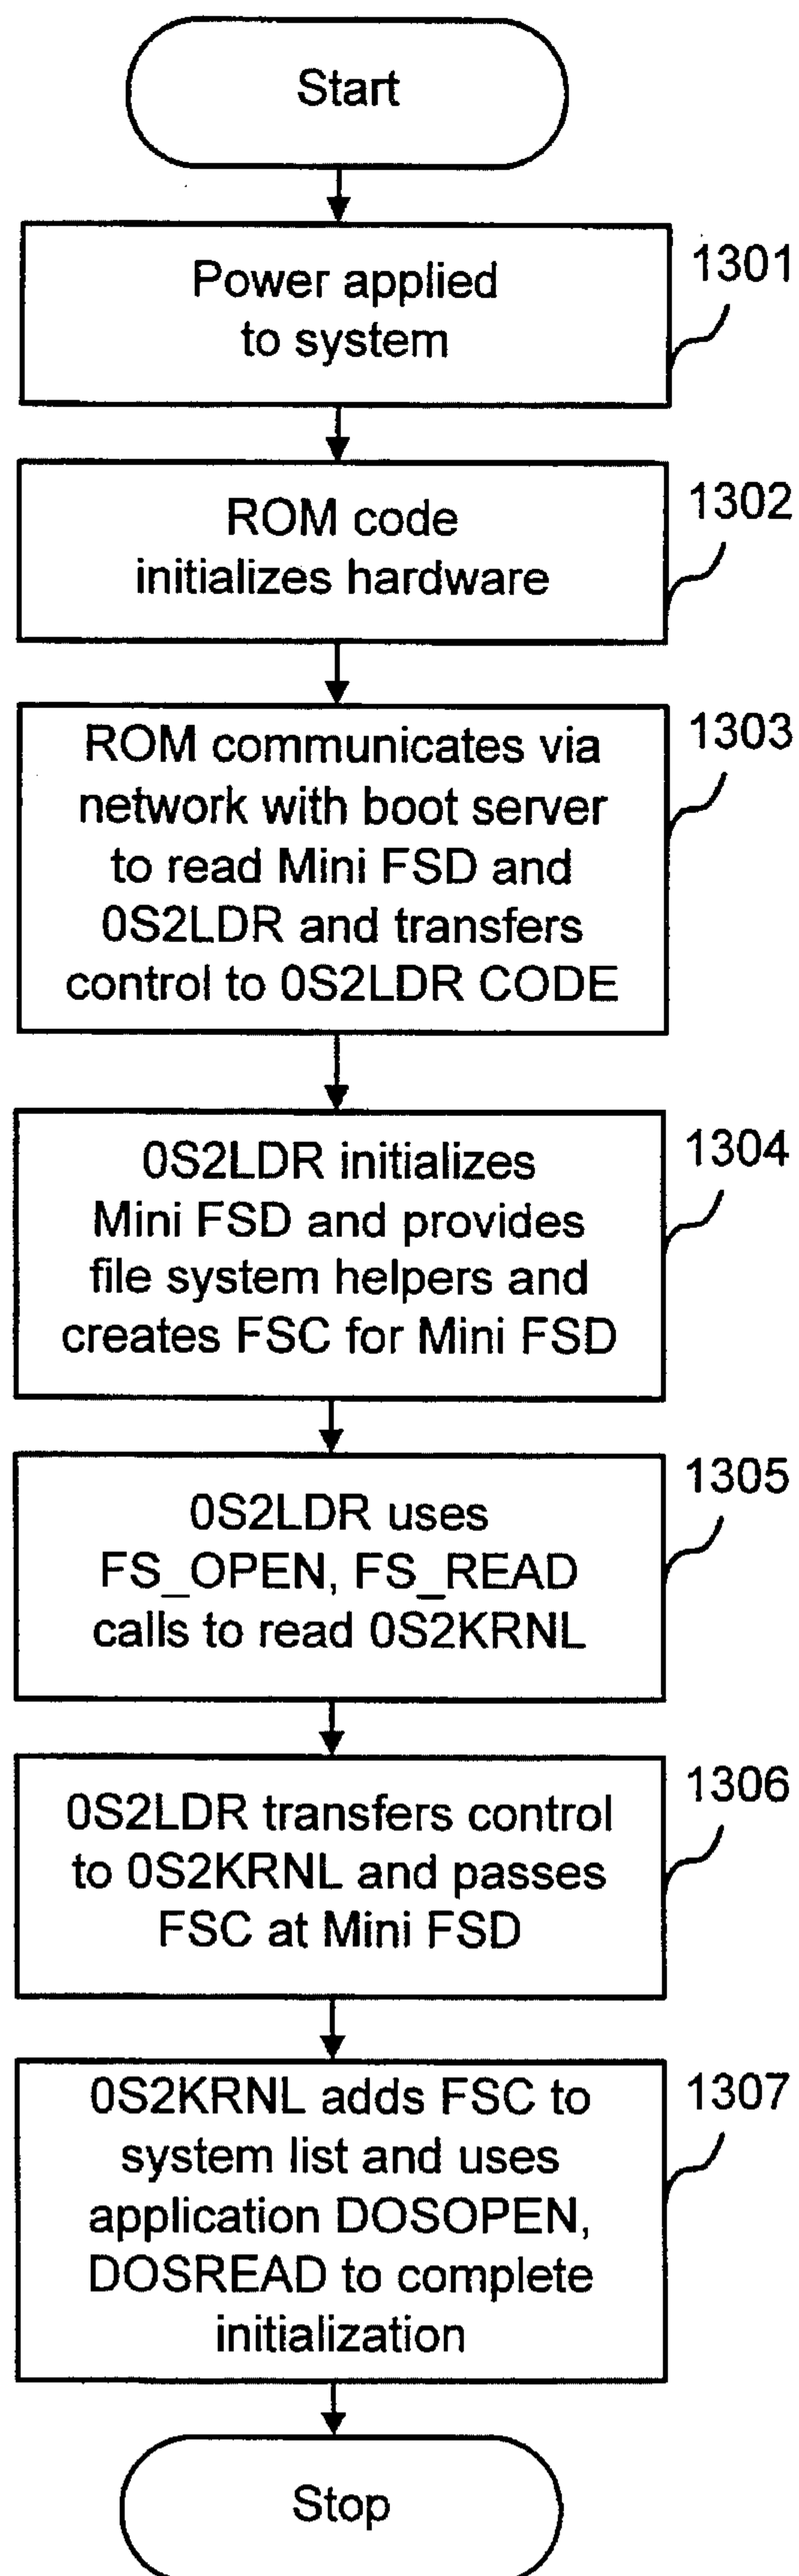 Start
Power applied
to system
1301
ROM code
initializes hardware
1302
ROM communicates via
network with boot server
to read Mini FSD and
0S2LDR and transfers
control to 0S2LDR CODE
1303
0S2LDR initializes
Mini FSD and provides
file system helpers and
creates FSC for Mini FSD
1304
0S2LDR uses
FS_OPEN, FS_READ
calls to read 0S2KRNL
1305
0S2LDR transfers control
to 0S2KRNL and passes
FSC at Mini FSD
1306
0S2KRNL adds FSC to
system list and uses
application DOSOPEN,
DOSREAD to complete
initialization
1307
Stop